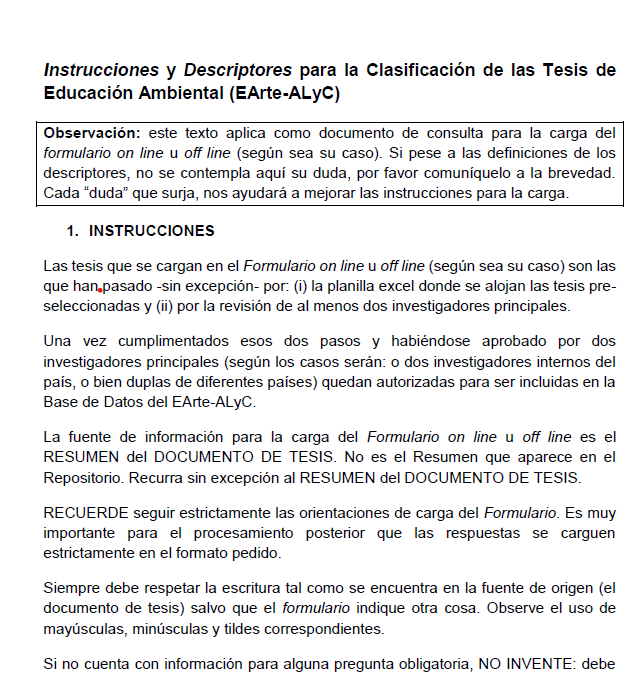 Instrucciones y Descriptores para la Clasificación de las Tesis de
Educación Ambiental (EArte-ALyC)
Observación: este texto aplica como documento de consulta para la carga del
formulario on line u off line (según sea su caso). Si pese a las definiciones de los
descriptores, no se contempla aquí su duda, por favor comuníquelo a la brevedad.
Cada “duda” que surja, nos ayudará a mejorar las instrucciones para la carga.
1. INSTRUCCIONES
Las tesis que se cargan en el Formulario on line u off line (según sea su caso) son las
que han pasado -sin excepción- por: (i) la planilla excel donde se alojan las tesis pre-
seleccionadas y (ii) por la revisión de al menos dos investigadores principales.
Una vez cumplimentados esos dos pasos y habiéndose aprobado por dos
investigadores principales (según los casos serán: o dos investigadores internos del
país, o bien duplas de diferentes países) quedan autorizadas para ser incluidas en la
Base de Datos del EArte-ALyC.
La fuente de información para la carga del Formulario on line u off line es el
RESUMEN del DOCUMENTO DE TESIS. No es el Resumen que aparece en el
Repositorio. Recurra sin excepción al RESUMEN del DOCUMENTO DE TESIS.
RECUERDE seguir estrictamente las orientaciones de carga del Formulario. Es muy
importante para el procesamiento posterior que las respuestas se carguen
estrictamente en el formato pedido.
Siempre debe respetar la escritura tal como se encuentra en la fuente de origen (el
documento de tesis) salvo que el formulario indique otra cosa. Observe el uso de
mayúsculas, minúsculas y tildes correspondientes.
Si no cuenta con información para alguna pregunta obligatoria, NO INVENTE: debe